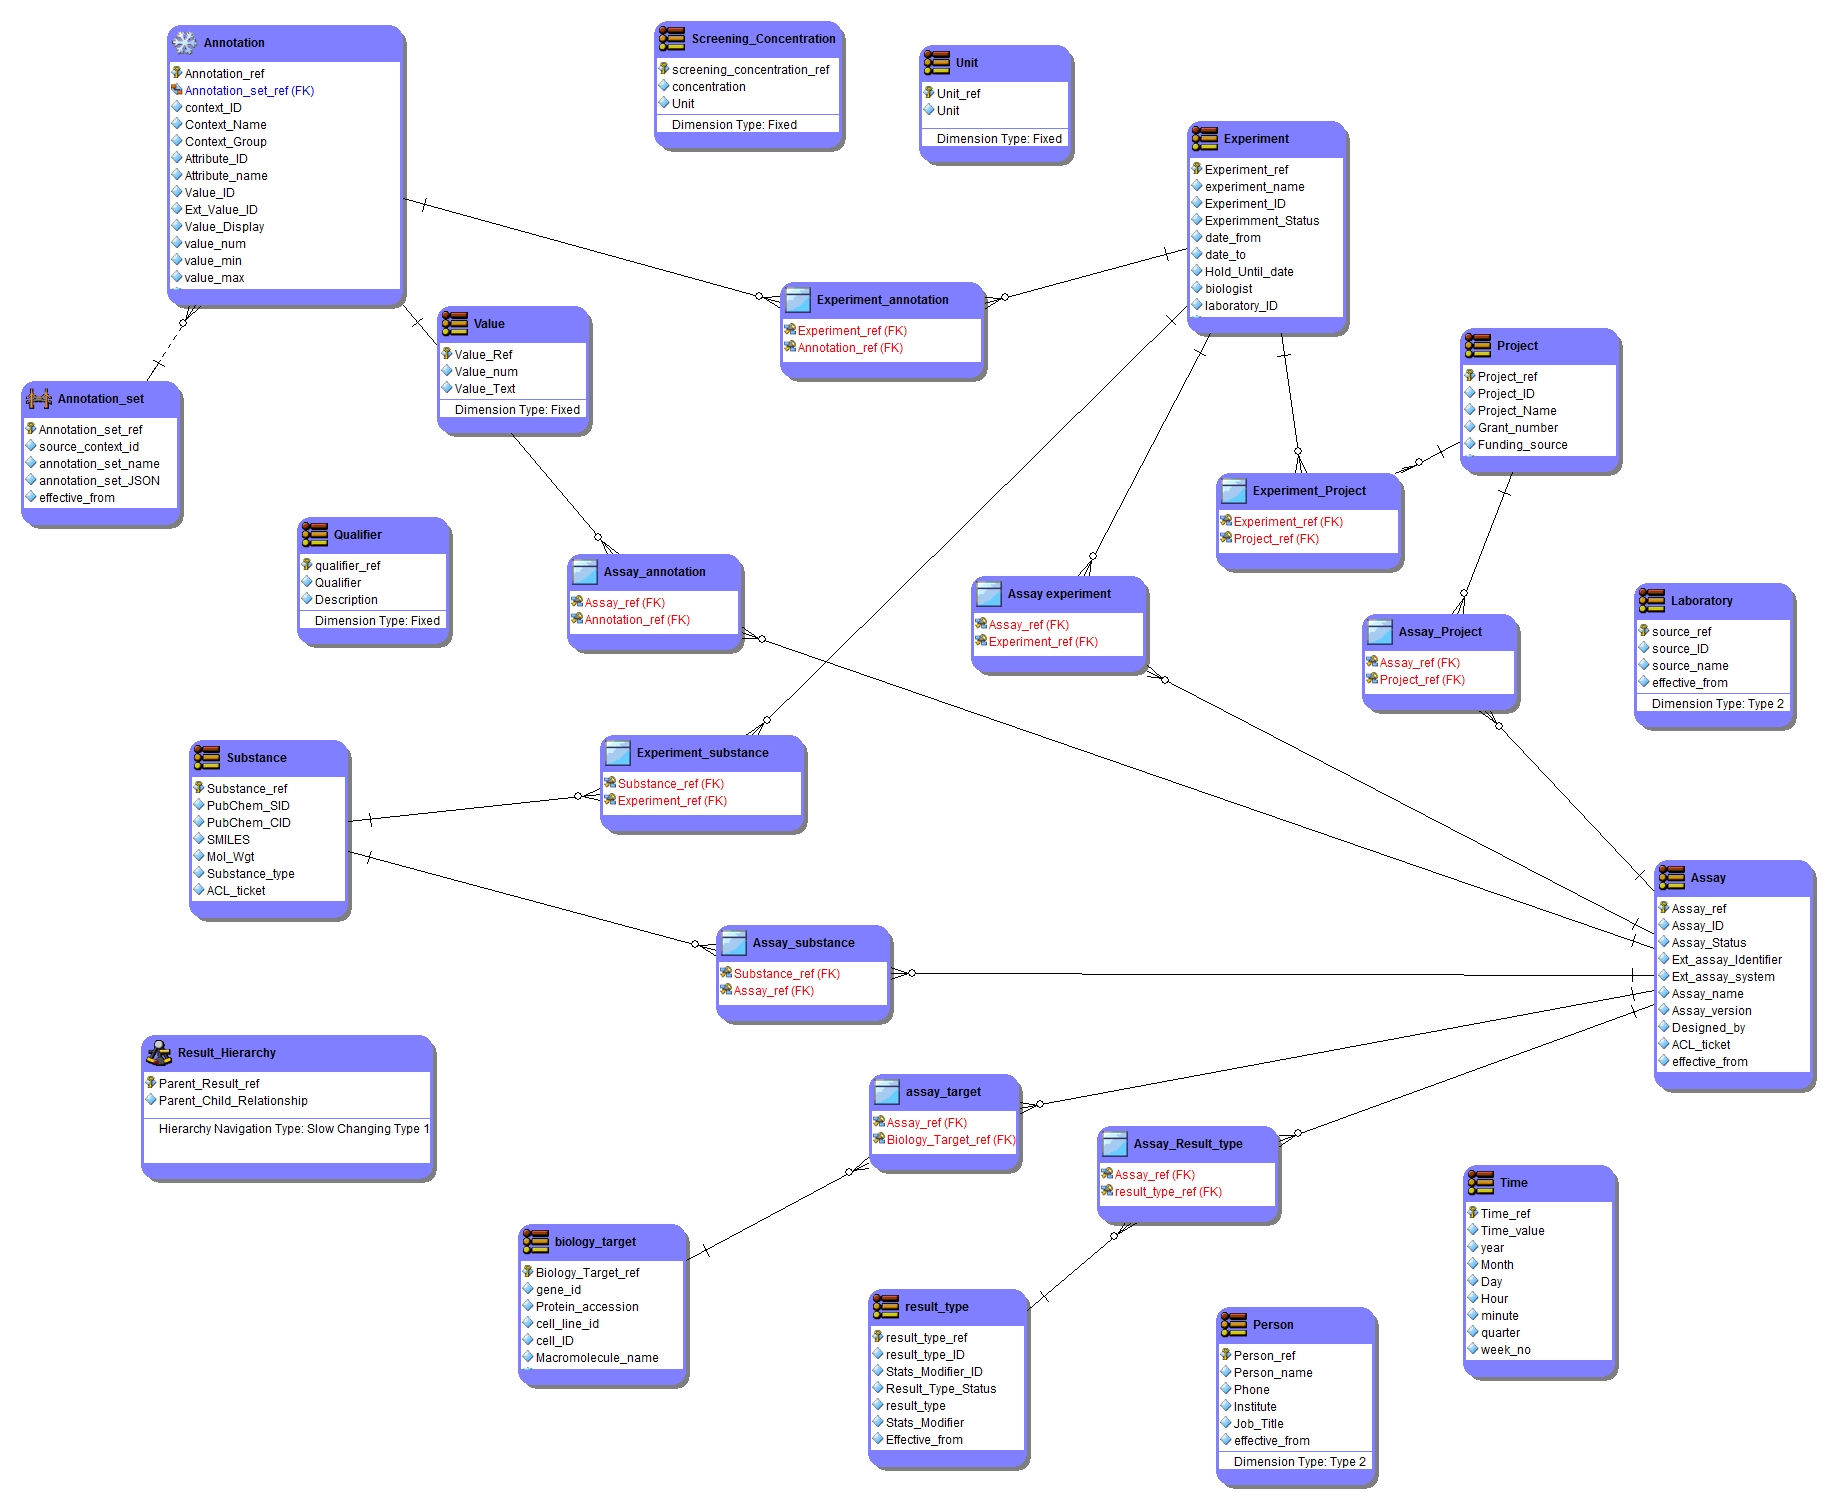 Annotation
Annotation_ref
Annotation_set_ref (FK)
context_ID
Context_Name
Context_Group
Attribute_ID
Attribute_name
Value_ID
Ext_Value_ID
Value_Display
value_num
value_min
value_max
Screening_Concentration
screening_concentration_ref
concentration
Unit
Dimension Type: Fixed
Unit
Unit_ref
Unit
Dimension Type: Fixed
Experiment
Experiment_ref
experiment_name
Experiment_ID
Experimment_Status
date_from
date_to
Hold_Until_date
biologist
laboratory_ID
Experiment_annotation
Experiment_ref (FK)
Annotation_ref (FK)
Value
Value_Ref
Value_num
Value_Text
Dimension Type: Fixed
Project
Project_ref
Project_ID
Project_Name
Grant_number
Funding_source
Annotation_set
Annotation_set_ref
source_context_id
annotation_set_name
annotation_set_JSON
effective_from
Experiment_Project
Experiment_ref (FK)
Project_ref (FK)
Qualifier
qualifier_ref
Qualifier
Description
Dimension Type: Fixed
Assay_annotation
Assay_ref (FK)
Annotation_ref (FK)
Assay experiment
Assay_ref (FK)
Experiment_ref (FK)
Assay_Project
Assay_ref (FK)
Project_ref (FK)
Laboratory
source_ref
source_ID
source_name
effective_from
Dimension Type: Type 2
Substance
Substance_ref
PubChem_SID
PubChem_CID
SMILES
Mol_Wgt
Substance_type
ACL_ticket
Experiment_substance
Substance_ref (FK)
Experiment_ref (FK)
Assay_substance
Substance_ref (FK)
Assay_ref (FK)
Assay
Assay_ref
Assay_ID
Assay_Status
Ext_assay_Identifier
Ext_assay_system
Assay_name
Assay_version
Designed_by
ACL_ticket
effective_from
Result_Hierarchy
Parent_Result_ref
Parent_Child_Relationship
Hierarchy Navigation Type: Slow Changing Type 1
assay_target
Assay_ref (FK)
Biology_Target_ref (FK)
Assay_Result_type
Assay_ref (FK)
result_type_ref (FK)
Time
Time_ref
Time_value
year
Month
Day
Hour
minute
quarter
week_no
biology_target
Biology_Target_ref
gene_id
Protein_accession
cell_line_id
cell_ID
Macromolecule_name
result_type
result_type_ref
result_type_ID
Stats_Modifier_ID
Result_Type_Status
result_type
Stats_Modifier
Effective_from
Person
Person_ref
Person_name
Phone
Institute
Job_Title
effective_from
Dimension Type: Type 2